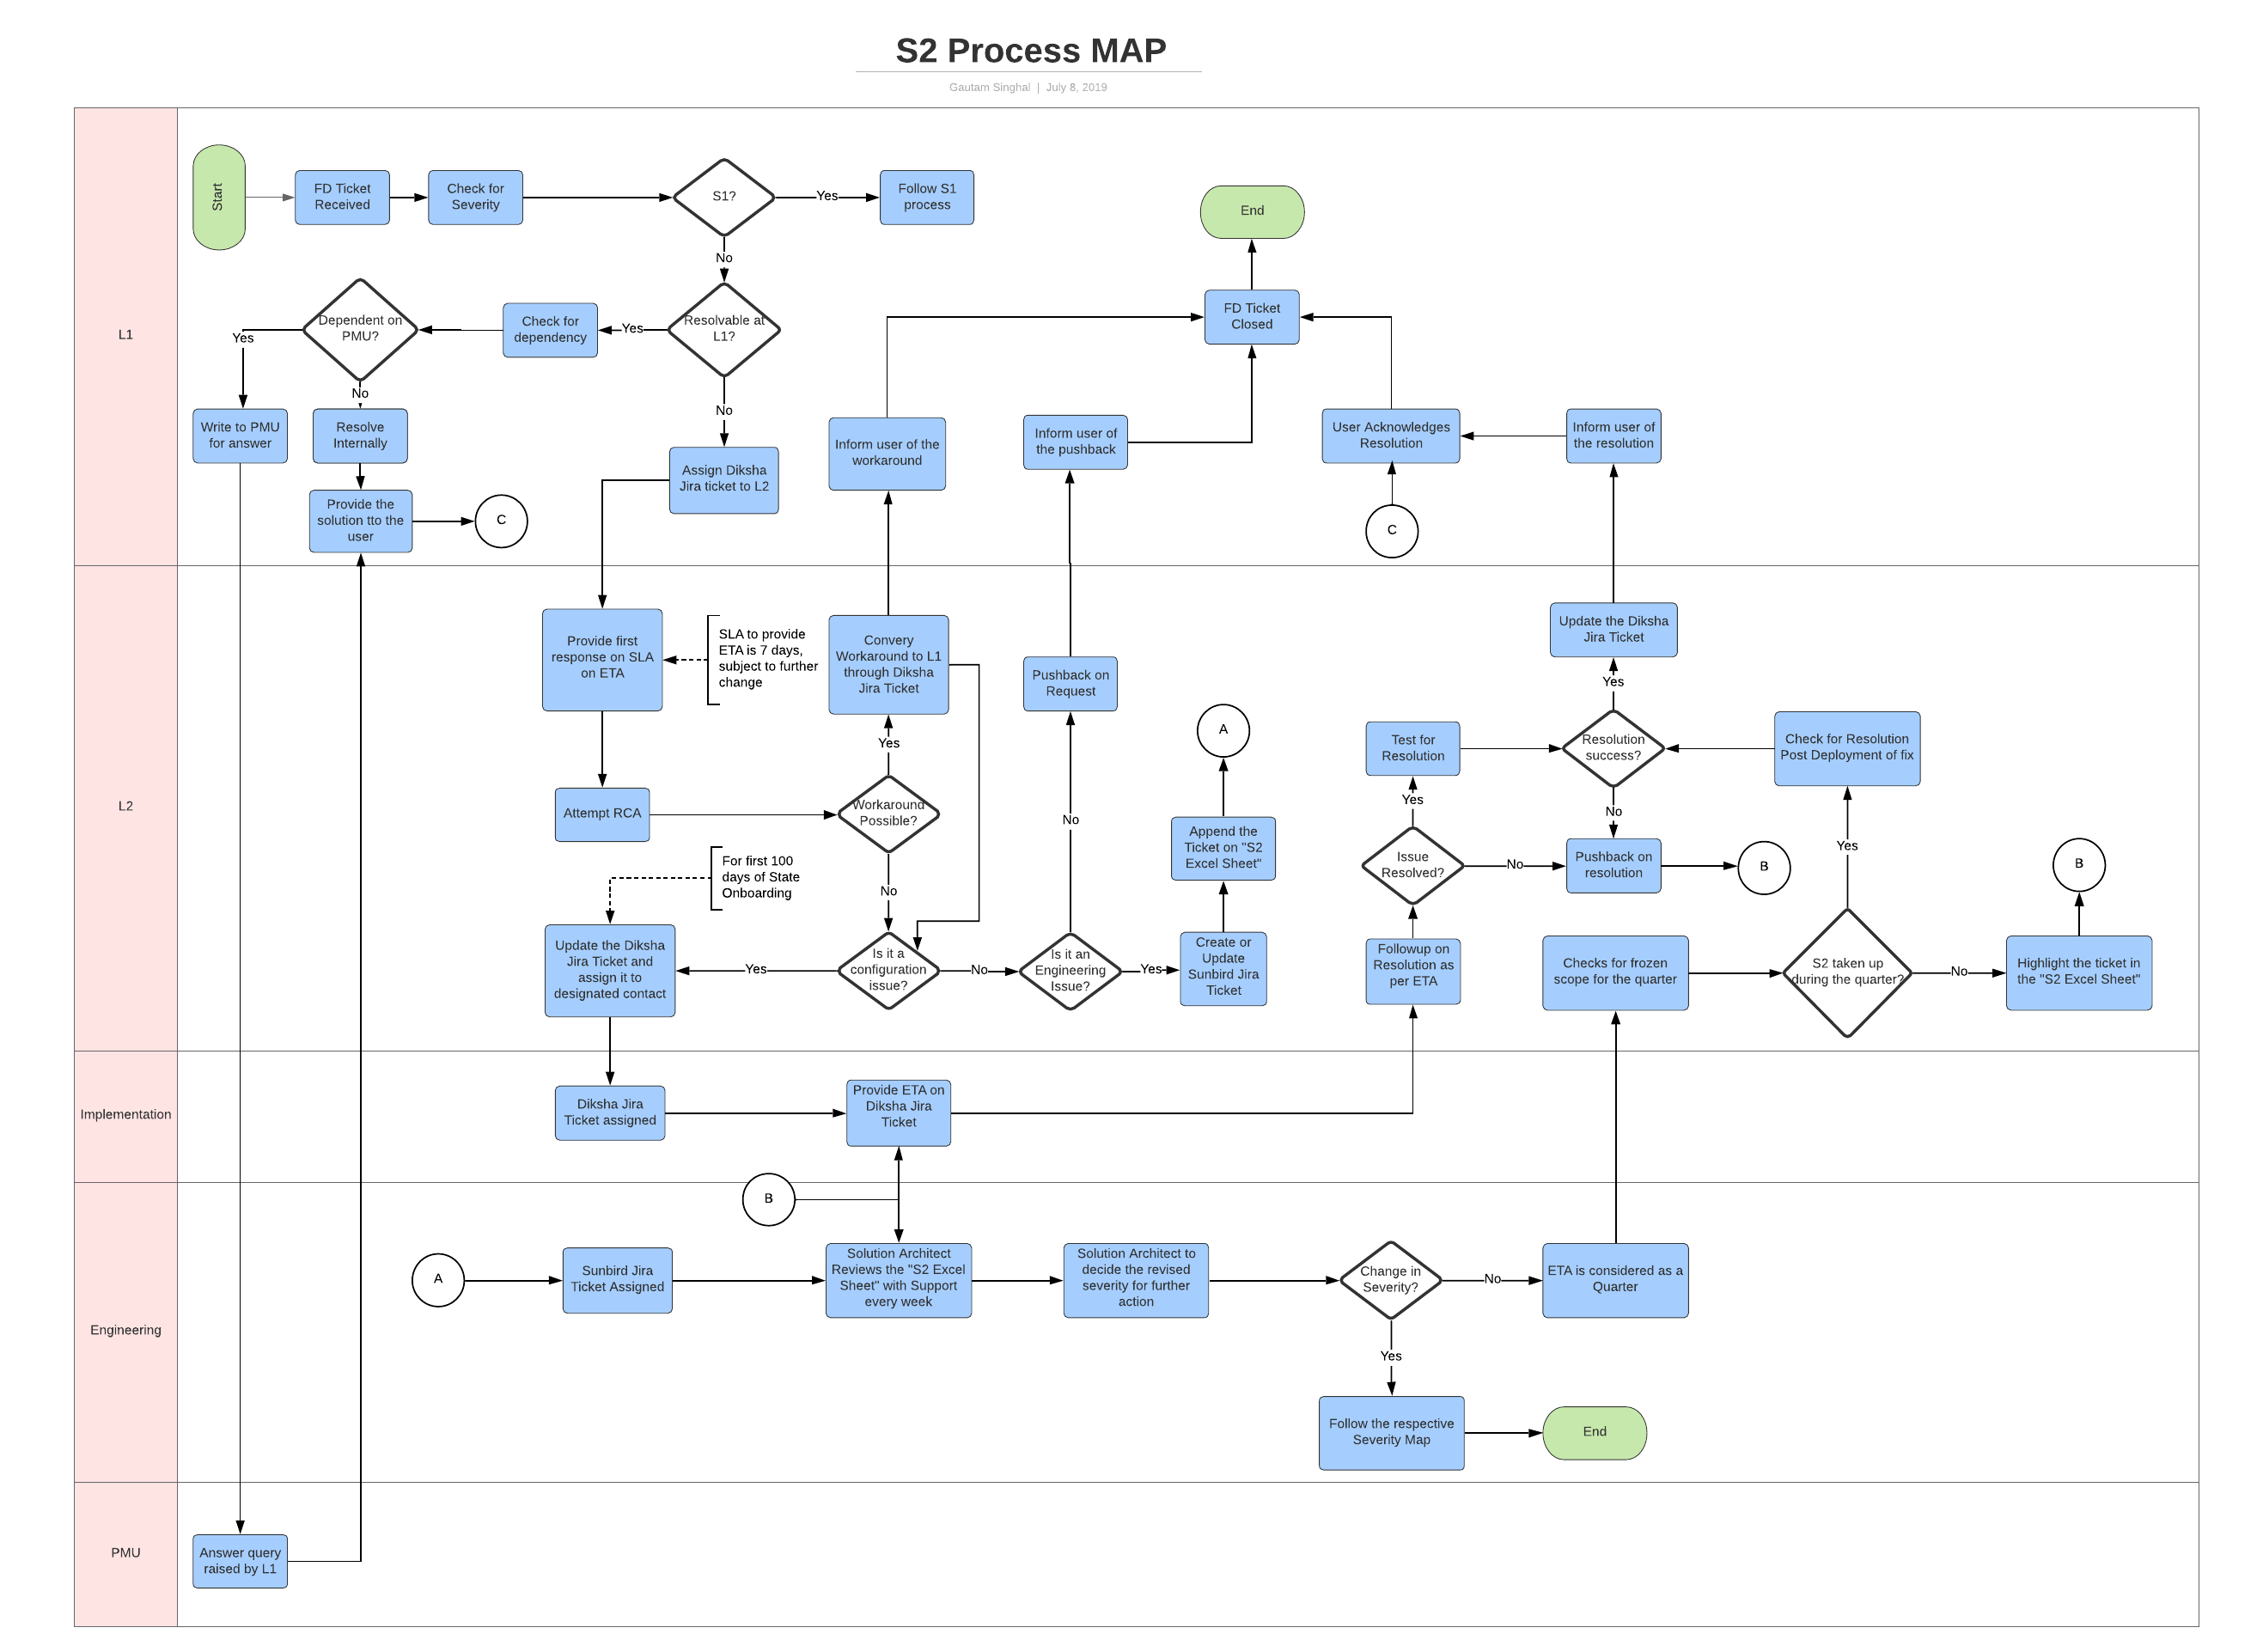 S2 Process MAP
Gautam Singhal | July 8, 2019
L1
Start
FD Ticket
Received
Check for
Severity
S1?
Yes
Follow S1
process
No
End
Dependent on
PMU?
Check for
dependency
Yes
Resolvable at
L1?
FD Ticket
Closed
Yes
No
No
Write to PMU
for answer
Resolve
Internally
Assign Diksha
Jira ticket to L2
Inform user of the
workaround
Inform user of
the pushback
User Acknowledges
Resolution
Inform user of
the resolution
Provide the
solution tto the
user
C
C
L2
Provide first
response on SLA
on ETA
SLA to provide
ETA is 7 days,
subject to further
change
Convery
Workaround to L1
through Diksha
Jira Ticket
Pushback on
Request
Update the Diksha
Jira Ticket
Yes
Yes
A
Test for
Resolution
Resolution
success?
Check for Resolution
Post Deployment of fix
Attempt RCA
Workaround
Possible?
No
Yes
No
Yes
Append the
Ticket on "S2
Excel Sheet"
Issue
Resolved?
No
Pushback on
resolution
B
B
For first 100
days of State
Onboarding
No
Update the Diksha
Jira Ticket and
assign it to
designated contact
Yes
Is it a
configuration
issue?
No
Is it an
Engineering
Issue?
Yes
Create or
Update
Sunbird Jira
Ticket
Followup on
Resolution as
per ETA
Checks for frozen
scope for the quarter
S2 taken up
during the quarter?
No
Highlight the ticket in
the "S2 Excel Sheet"
Implementation
Diksha Jira
Ticket assigned
Provide ETA on
Diksha Jira
Ticket
Engineering
B
A
Sunbird Jira
Ticket Assigned
Solution Architect
Reviews the "S2 Excel
Sheet" with Support
every week
Solution Architect to
decide the revised
severity for further
action
Change in
Severity?
No
ETA is considered as a
Quarter
Yes
Follow the respective
Severity Map
End
PMU
Answer query
raised by L1